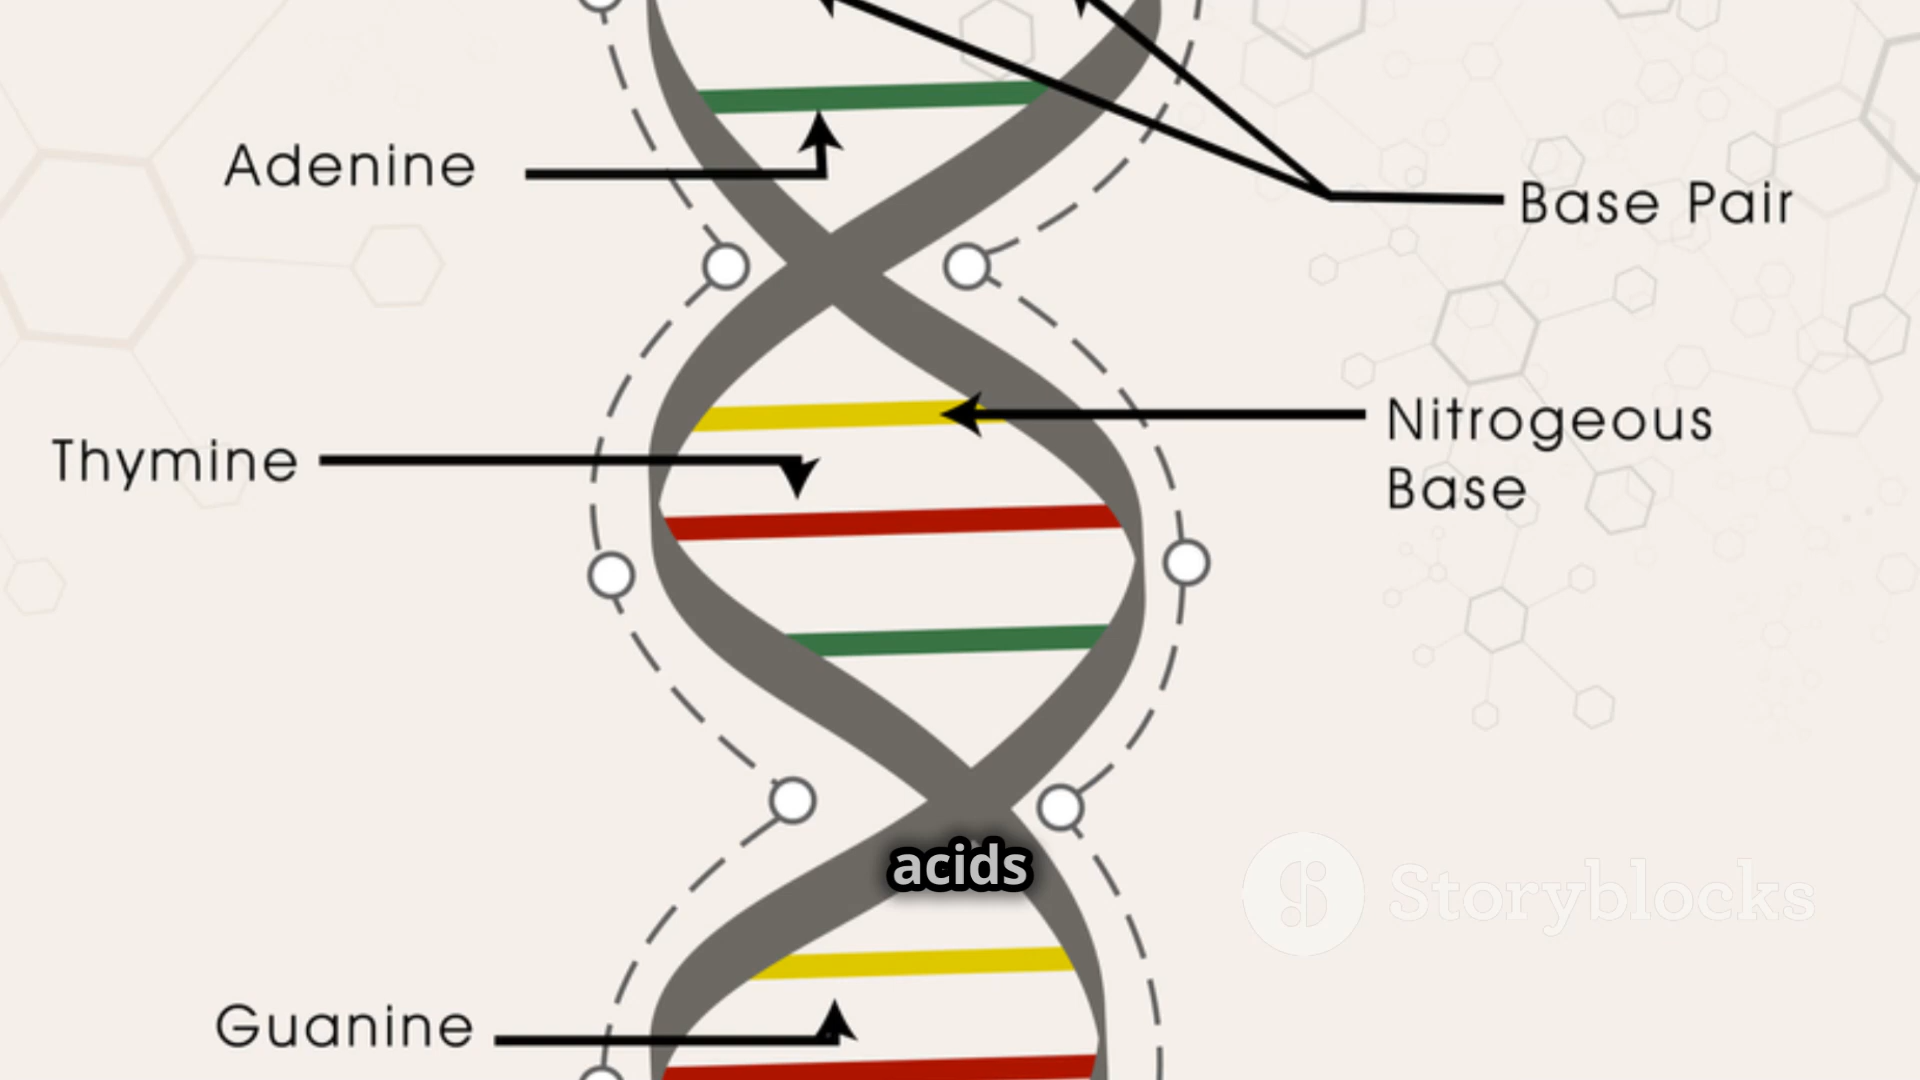 Adenine
Base Pair
Nitrogeous
Base
Thymine
acids
Storyblocks
Guanine